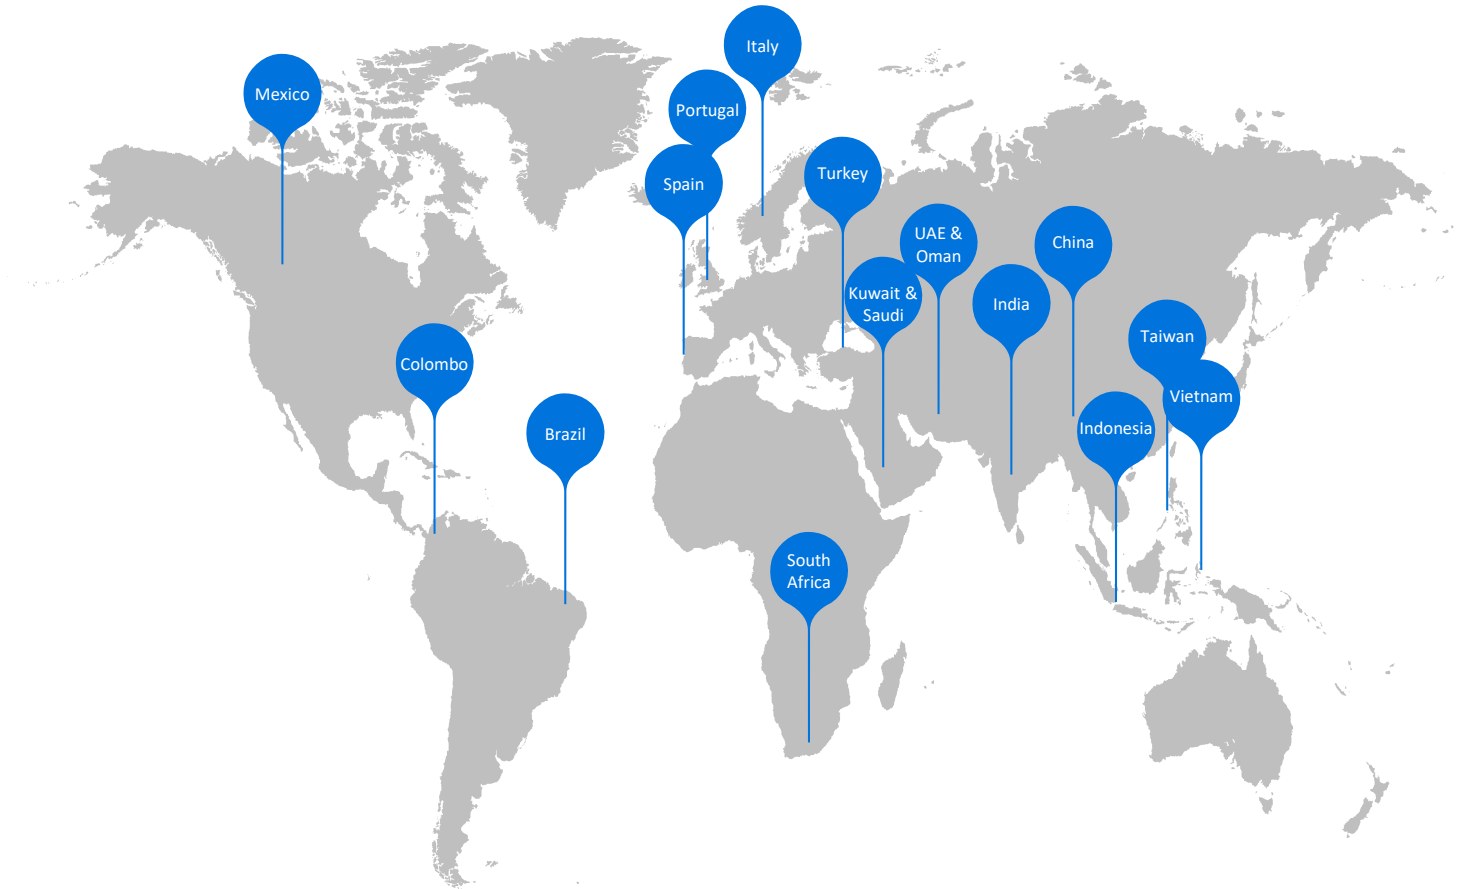 Italy
Mexico
Portugal
Turkey
Spain
UAE &
Oman
China
Kuwait &
Saudi
India
Taiwan
Colombo
Vietnam
Indonesia
Brazil
South
Africa